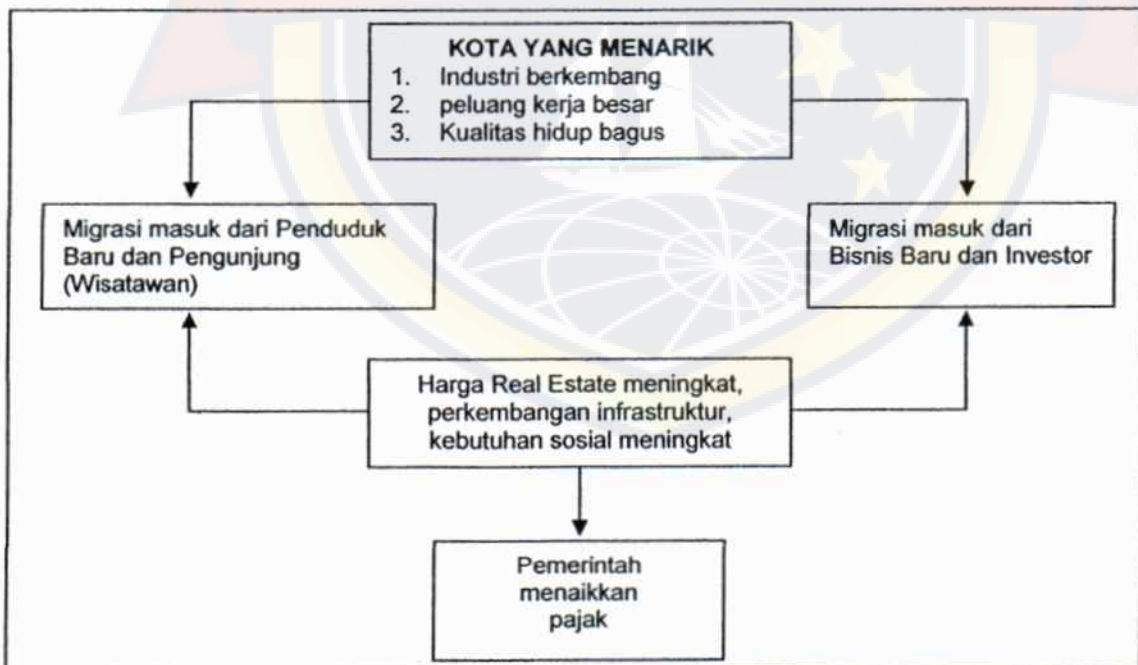 KOTA YANG MENARIK
1. Industri berkembang
2. peluang kerja besar
3. Kualitas hidup bagus
Migrasi masuk dari Penduduk
Baru dan Pengunjung
(Wisatawan)
Migrasi masuk dari
Bisnis Baru dan Investor
Harga Real Estate meningkat,
perkembangan infrastruktur,
kebutuhan sosial meningkat
Pemerintah
menaikkan
pajak